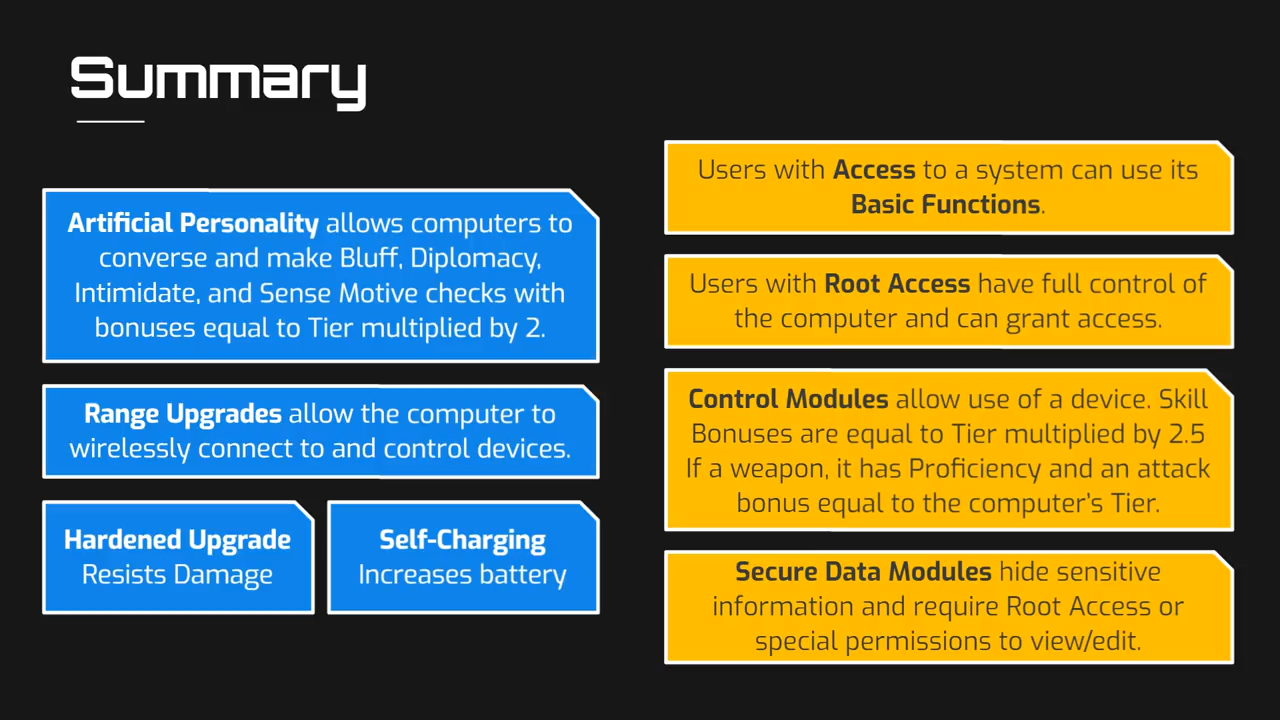 Summary
Artificial Personality allows computers to
converse and make Bluff, Diplomacy,
Intimidate, and Sense Motive checks with
bonuses equal to Tier multiplied by 2.
Range Upgrades allow the computer to
wirelessly connect to and control devices.
Hardened Upgrade
Resists Damage
Self-Charging
Increases battery
Users with Access to a system can use its
Basic Functions.
Users with Root Access have full control of
the computer and can grant access.
Control Modules allow use of a device. Skill
Bonuses are equal to Tier multiplied by 2.5
If a weapon, it has Proficiency and an attack
bonus equal to the computer's Tier.
Secure Data Modules hide sensitive
information and require Root Access or
special permissions to view/edit.